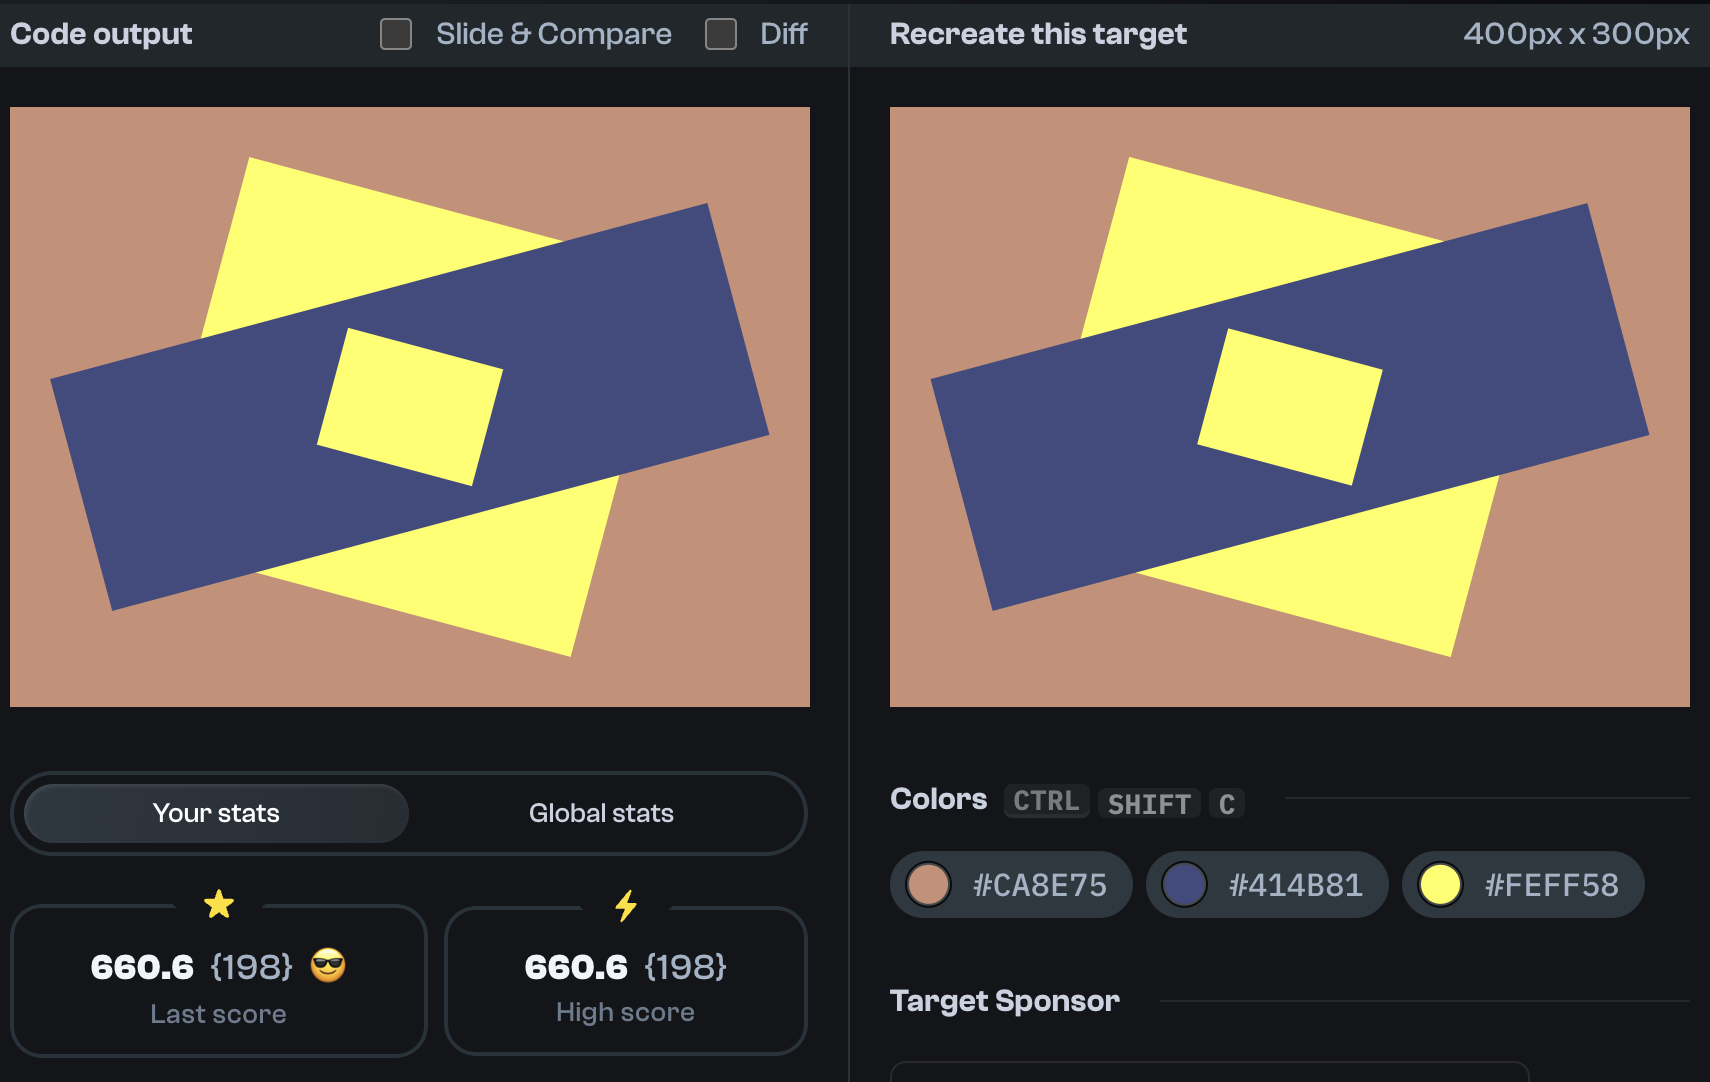 Code output
Slide & Compare
Diff
Recreate this target
400px x 300px
Your stats
Global stats
660.6 {198}
Last score
660.6 {198}
High score
Colors CTRL SHIFT C
#CA8E75
#414B81
#FEFF58
Target Sponsor